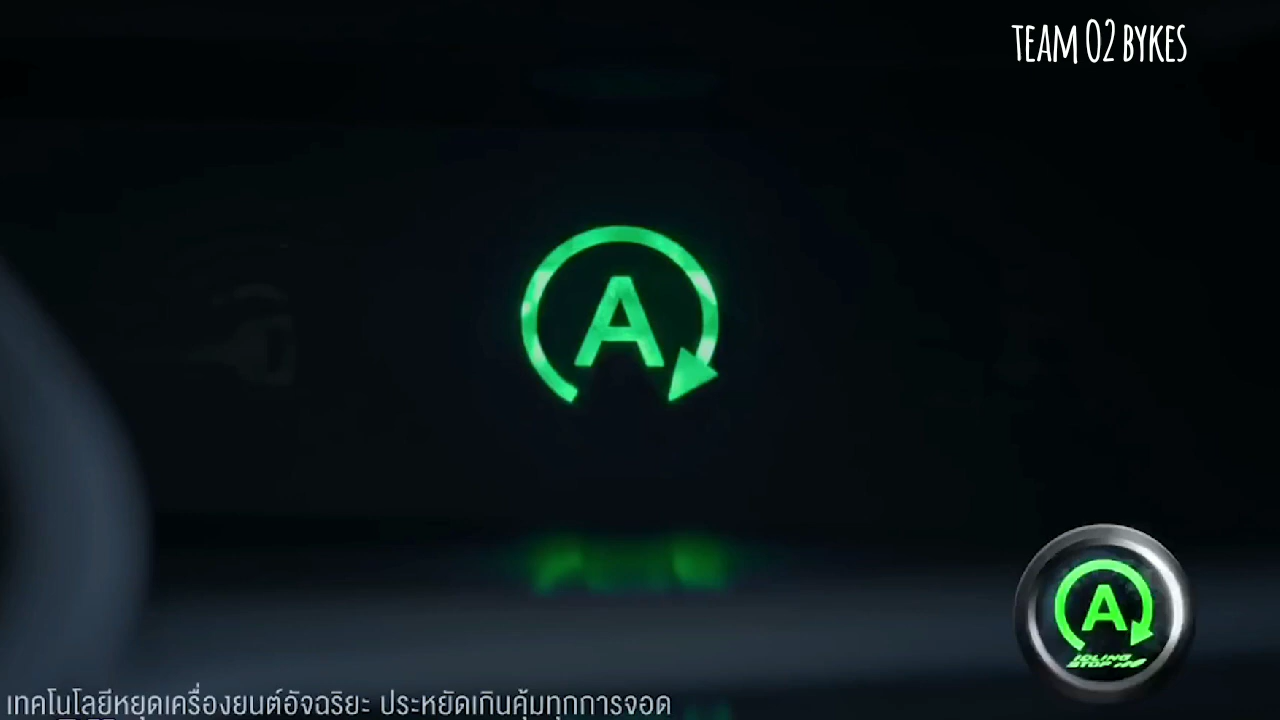 TEAM 02 BYKES
A
A
IDLING
STOP
เทคโนโลยีหยุดเครื่องยนต์อัจฉริยะ ประหยัดเกินคุ้มทุกการจอด